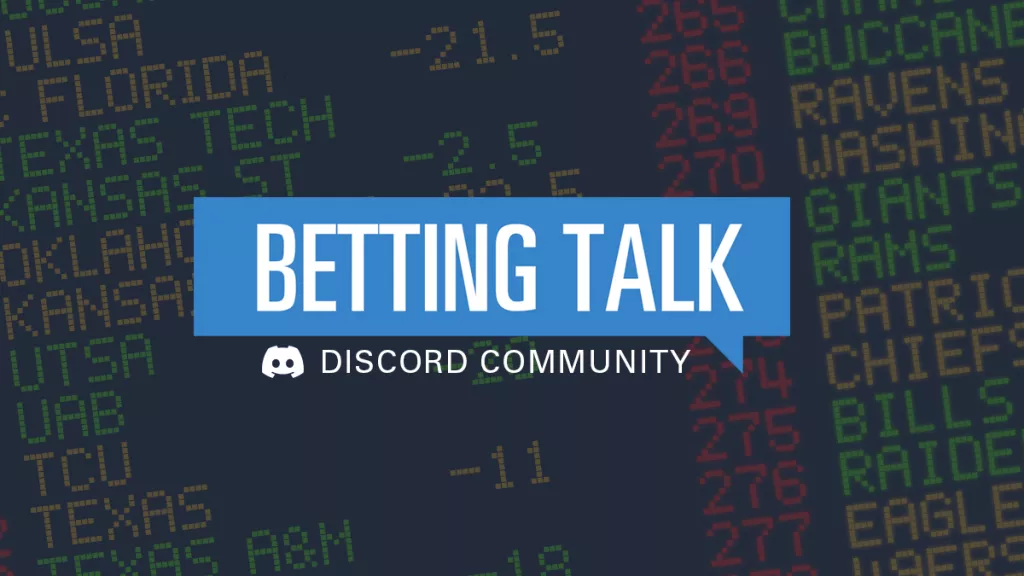 ULSA
FLORIDA
-21.5
TEXAS TECH
-2.5
KANSAS ST
OKLAHO
KANSAS
UTSA
UAB
TCU
-11
TEXAS
TEXAS A&M
-18
265
266
269
270
274
275
276
277
BUCCANE
RAVENS
WASHIN
GIANTS
RAMS
PATRIO
CHIEFS
BILLS
RAIDE
EAGLE
BETTING TALK
DISCORD COMMUNITY